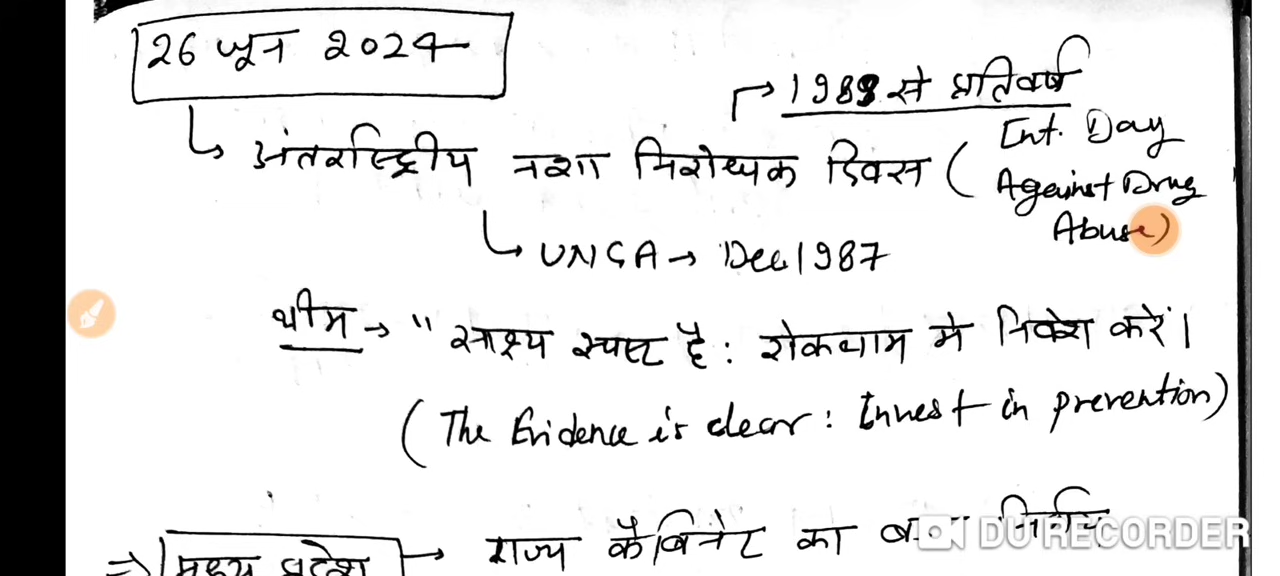 26 जून 2024
1988 से प्रतिवर्ष
अंतर्राष्ट्रीय नशा निरोधक दिवस ( Int. Day
Against Drug
Abuse)
UNGA → Dec 1987
थीम → " साक्ष्य स्पष्ट है : रोकथाम में निवेश करें।
(The Evidence is clear : Invest in prevention)
⇒ मध्य प्रदेश → राज्य कैबिनेट का
DU RECORDER